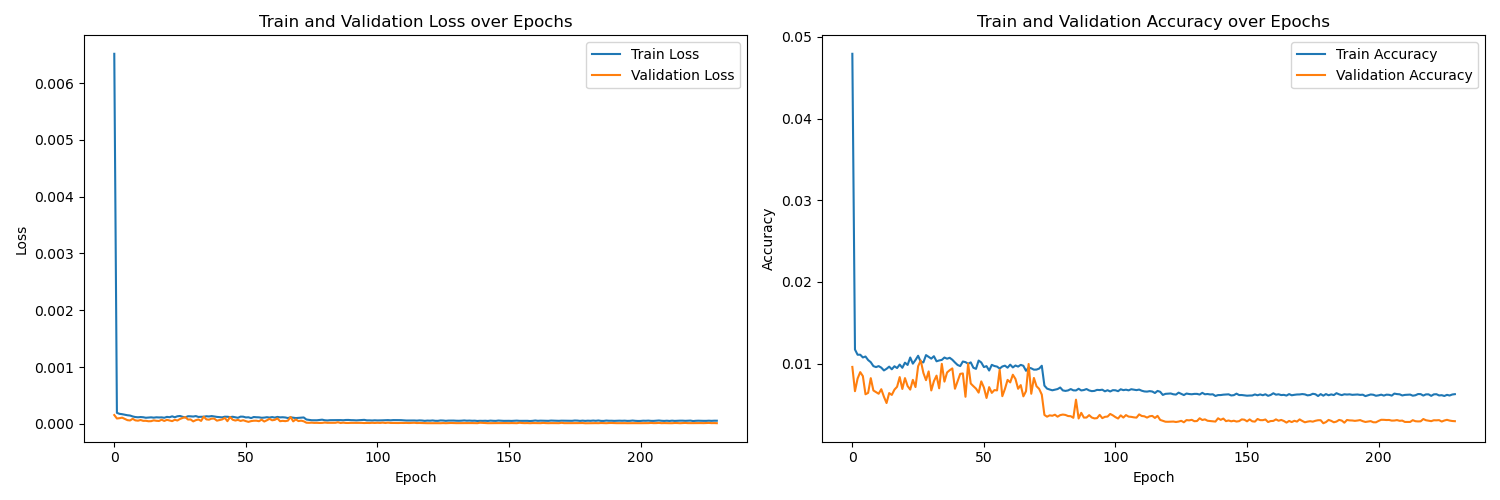 Train and Validation Loss over Epochs
Train Loss
Validation Loss
0.006
0.005
0.004
0.003
0.002
0.001
0.000
Loss
0
50
100
150
200
Epoch
Train and Validation Accuracy over Epochs
Train Accuracy
Validation Accuracy
0.05
0.04
0.03
0.02
0.01
Accuracy
0
50
100
150
200
Epoch